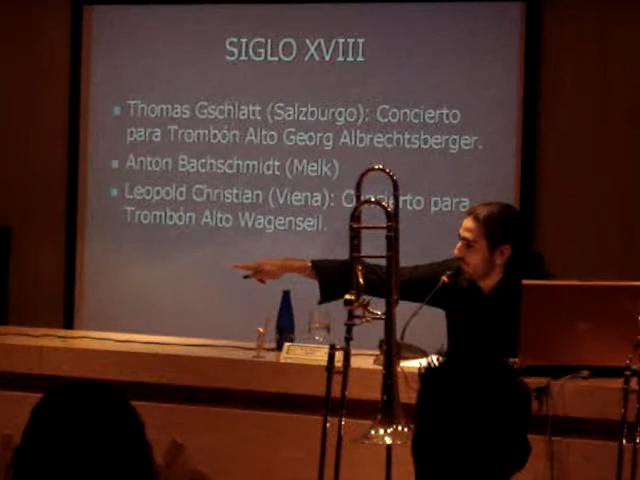 SIGLO XVIII
Thomas Gschlatt (Salzburgo): Concierto
para Trombón Alto Georg Albrechtsberger.
Anton Bachschmidt (Melk)
Leopold Christian (Viena): Concierto para
Trombón Alto Wagenseil.